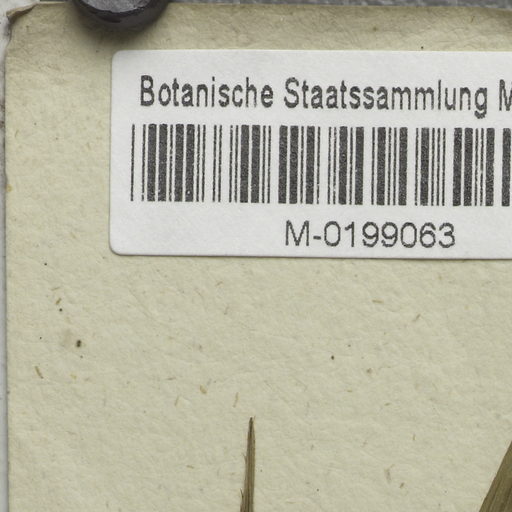 Botanische Staatssammlung M
M-0199063